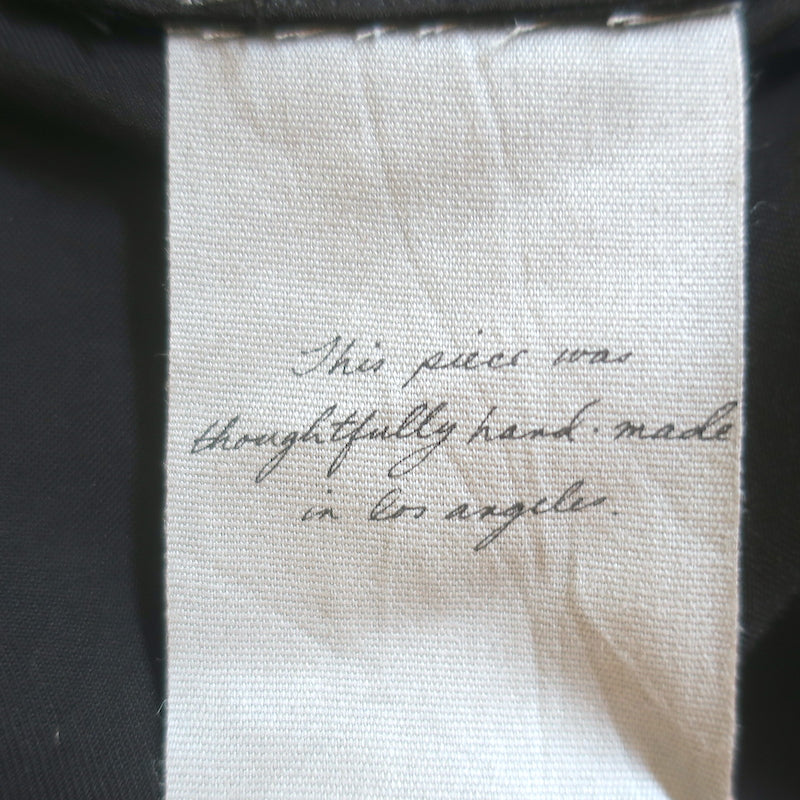 This piece was
thoughtfully hand-made
in los angeles.